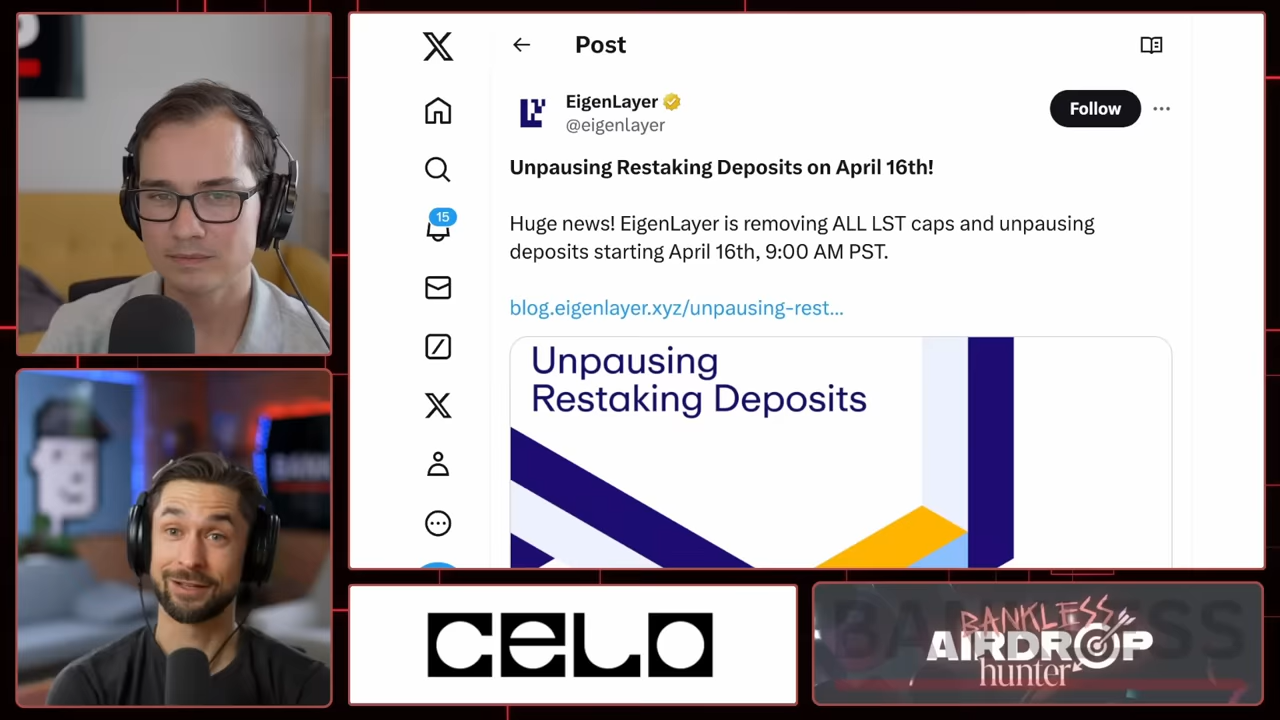 Post
EigenLayer
@eigenlayer
Follow
Unpausing Restaking Deposits on April 16th!
15
Huge news! EigenLayer is removing ALL LST caps and unpausing
deposits starting April 16th, 9:00 AM PST.
blog.eigenlayer.xyz/unpausing-rest...
Unpausing
Restaking Deposits
CELO
BANKLESS
AIRDROP
hunter